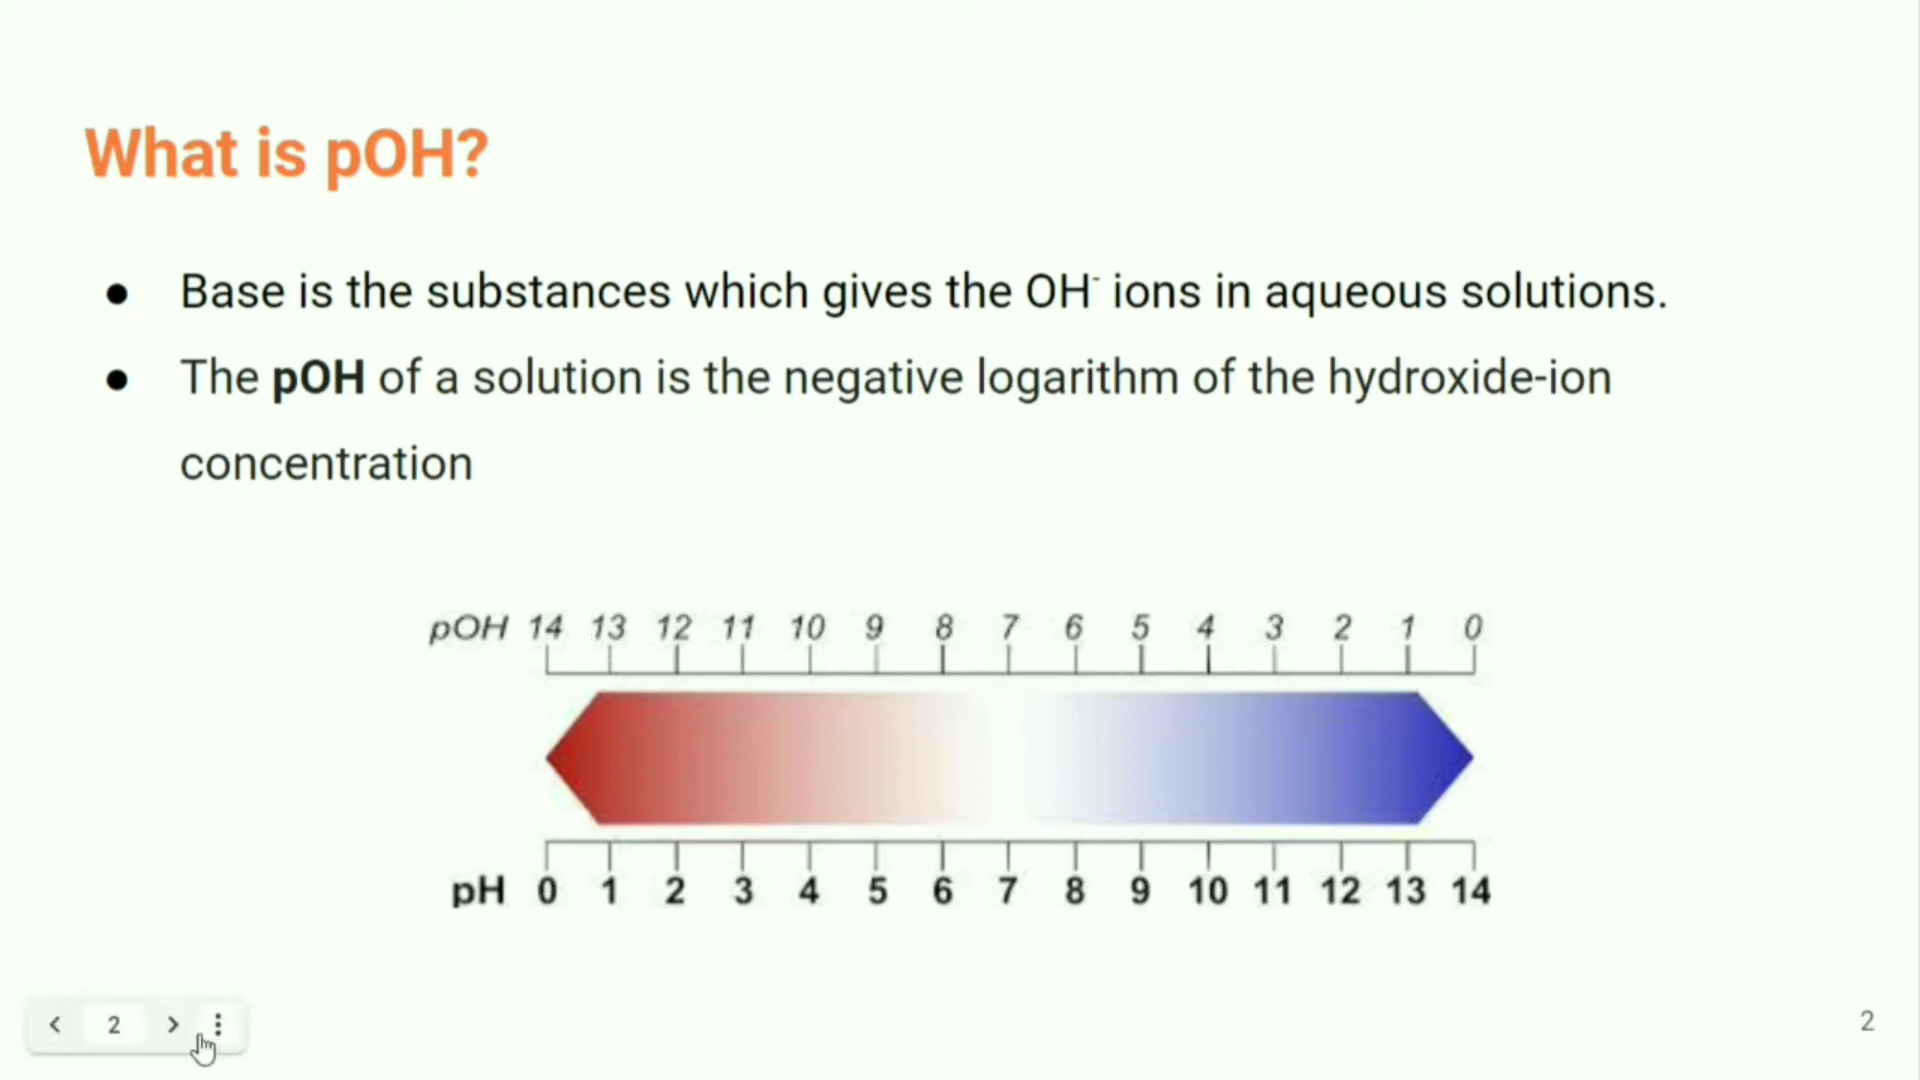 What is pOH?
● Base is the substances which gives the OH⁻ ions in aqueous solutions.
● The pOH of a solution is the negative logarithm of the hydroxide-ion
concentration
pOH 14 13 12 11 10 9 8 7 6 5 4 3 2 1 0
pH 0 1 2 3 4 5 6 7 8 9 10 11 12 13 14
2
2